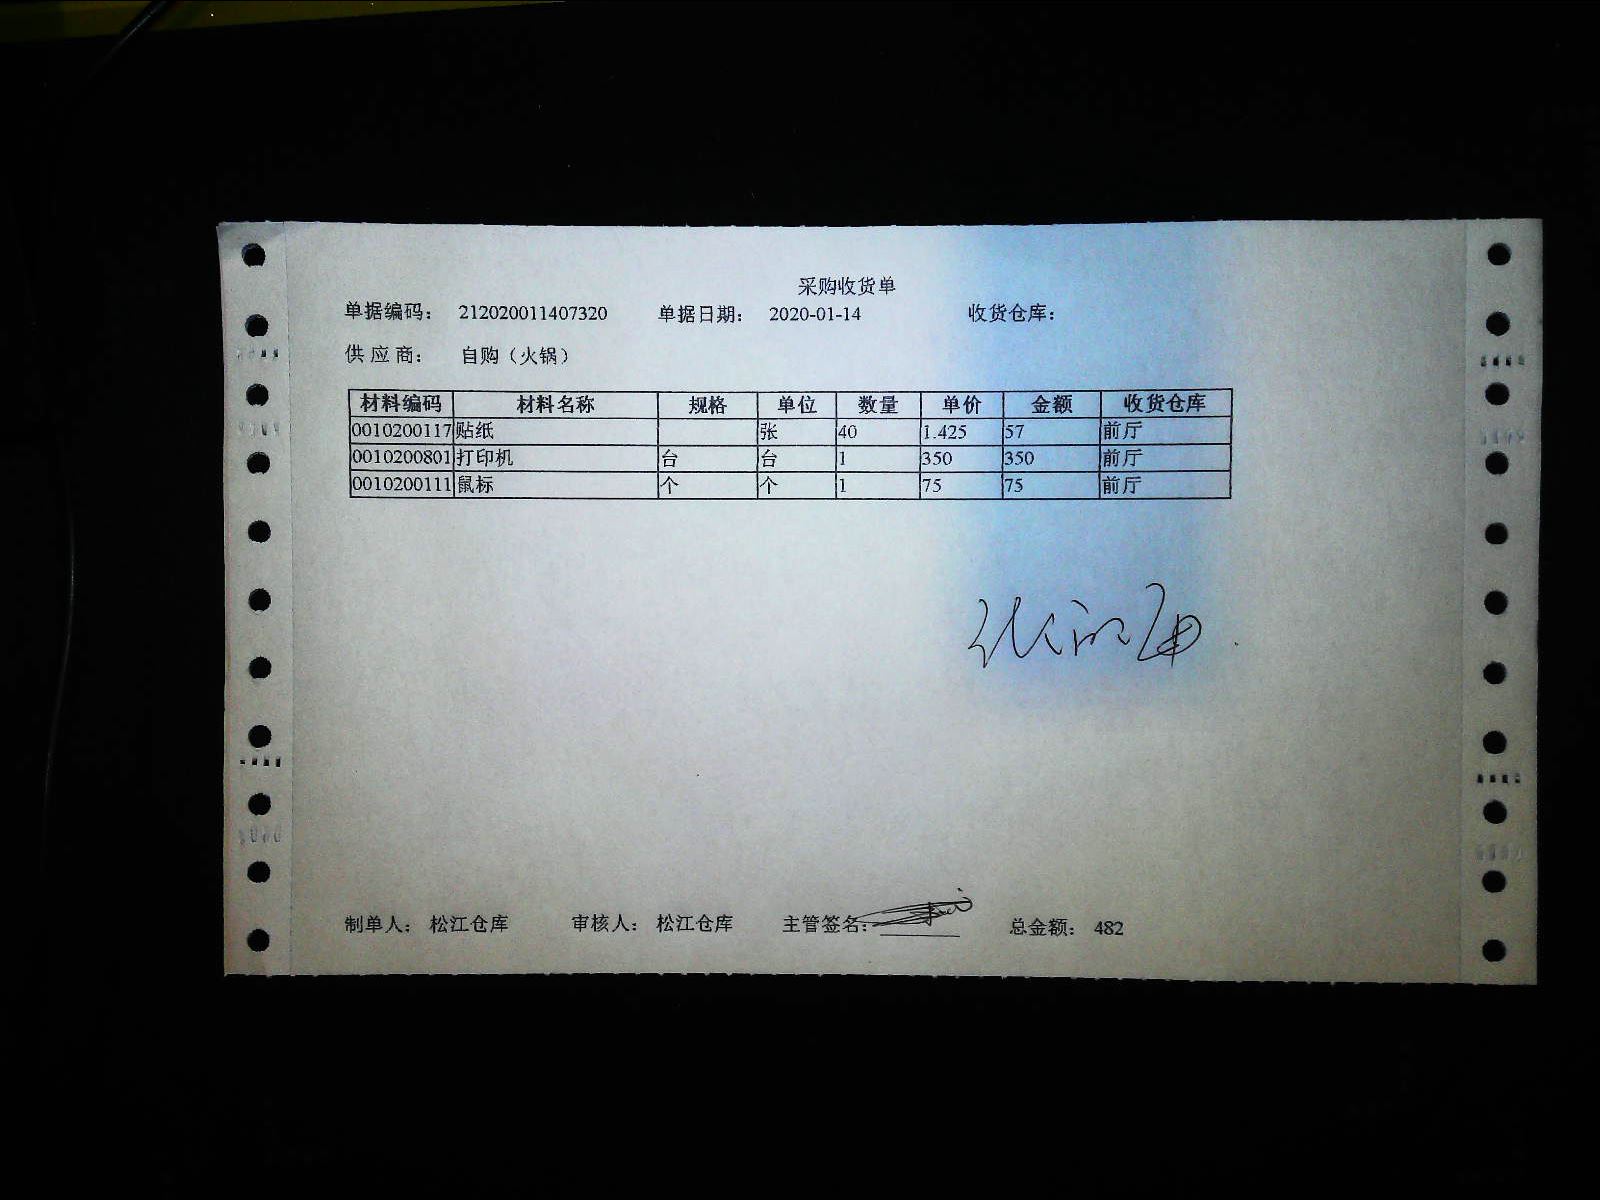 采购收货单
单据编码： 212020011407320 单据日期： 2020-01-14 收货仓库：
供 应 商： 自购（火锅）
材料编码 材料名称 规格 单位 数量 单价 金额 收货仓库
0010200117 贴纸 张 40 1.425 57 前厅
0010200801 打印机 台 台 1 350 350 前厅
0010200111 鼠标 个 个 1 75 75 前厅
制单人： 松江仓库 审核人： 松江仓库 主管签名： 总金额： 482